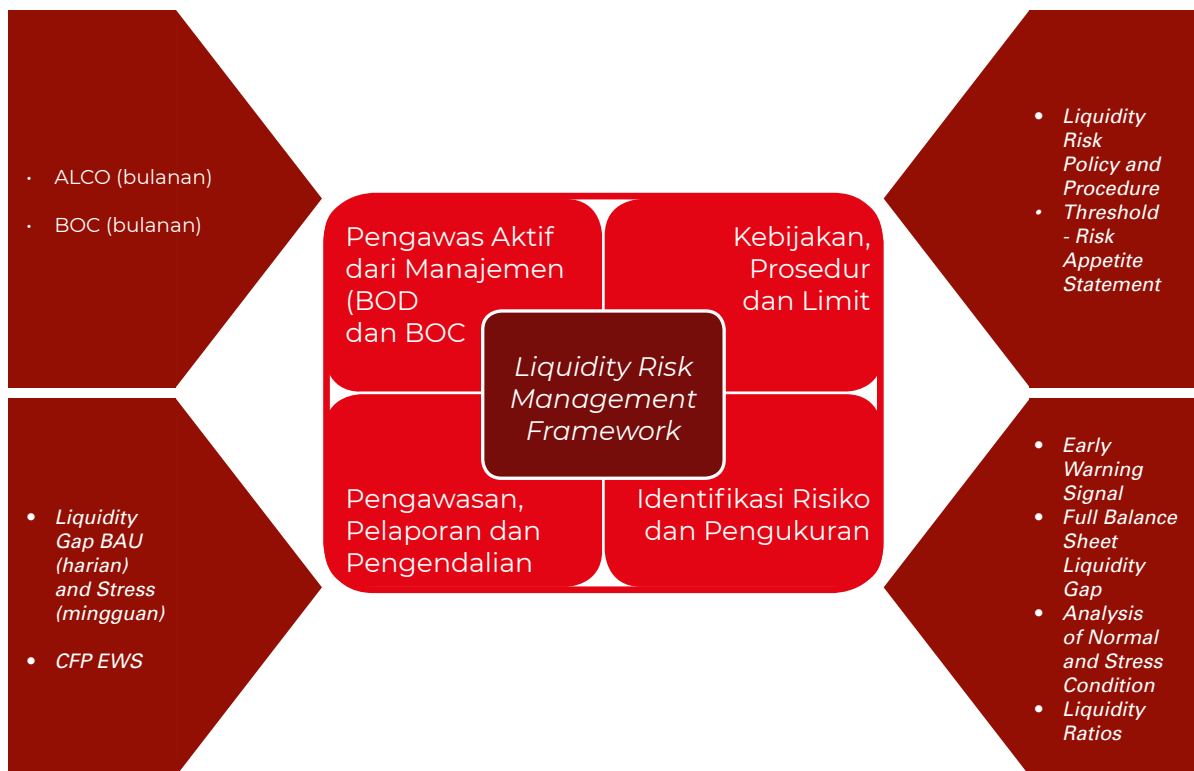 • ALCO (bulanan)
• BOC (bulanan)
Pengawas Aktif
dari Manajemen
(BOD
dan BOC
Kebijakan,
Prosedur
dan Limit
• Liquidity
Risk
Policy and
Procedure
• Threshold
- Risk
Appetite
Statement
Liquidity Risk
Management
Framework
• Liquidity
Gap BAU
(harian)
and Stress
(mingguan)
• CFP EWS
Pengawasan,
Pelaporan dan
Pengendalian
Identifikasi Risiko
dan Pengukuran
• Early
Warning
Signal
• Full Balance
Sheet
Liquidity
Gap
• Analysis
of Normal
and Stress
Condition
• Liquidity
Ratios